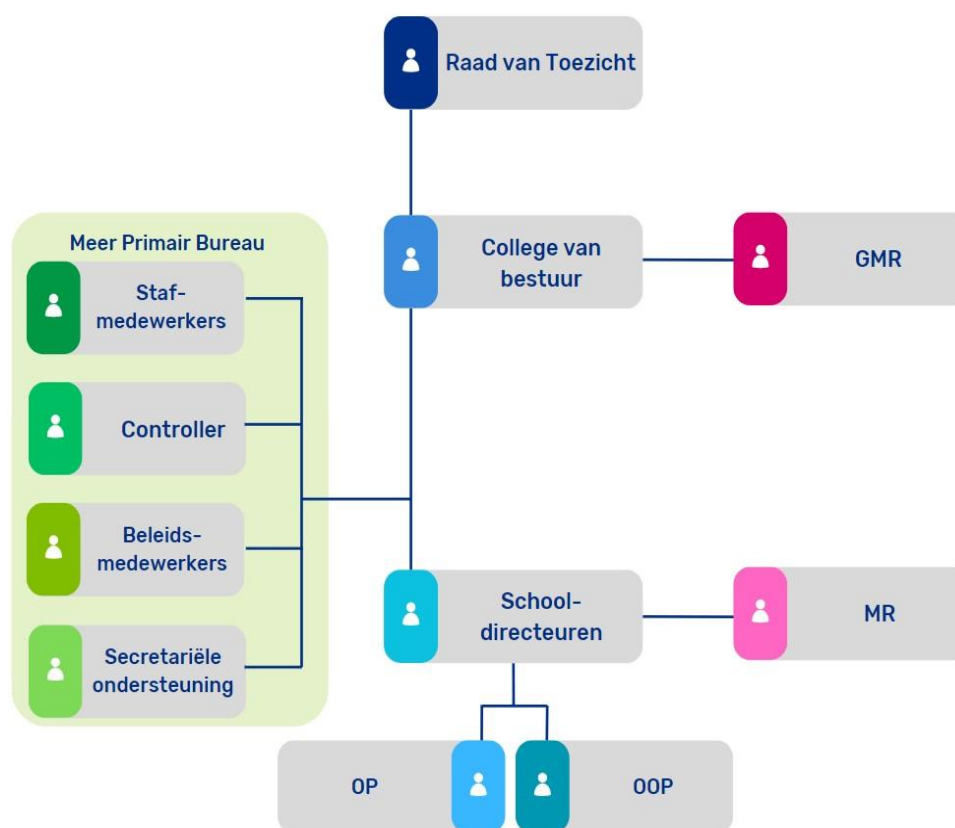 Raad van Toezicht
College van
bestuur
GMR
Meer Primair Bureau
Staf-
medewerkers
Controller
Beleids-
medewerkers
Secretariële
ondersteuning
School-
directeuren
MR
OP
OOP